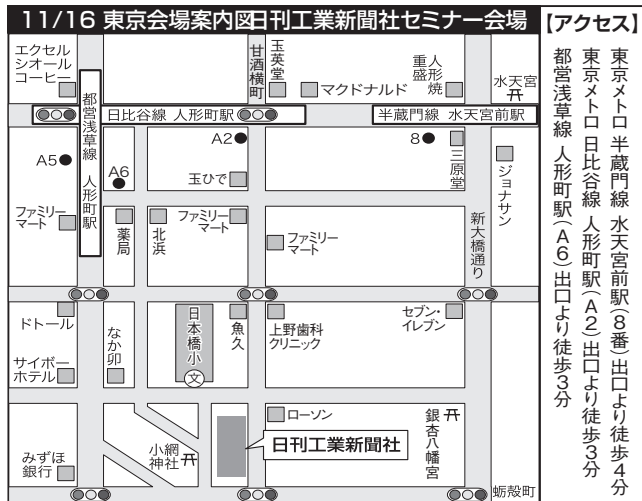 11/16 東京会場案内図 日刊工業新聞社セミナー会場
【アクセス】
東京メトロ 半蔵門線 水天宮前駅(8番)出口より徒歩4分
東京メトロ 日比谷線 人形町駅(A2)出口より徒歩3分
都営浅草線 人形町駅(A6)出口より徒歩3分
エクセル
シオール
コーヒー
甘酒横町
玉英堂
マクドナルド
人形焼
重盛
水天宮
都営浅草線 人形町駅
日比谷線 人形町駅
半蔵門線 水天宮前駅
A5
A6
A2
8
玉ひで
三原堂
ジョナサン
ファミリー
マート
薬局
北浜
ファミリー
マート
ファミリー
マート
新大橋通り
ドトール
なか卯
日本橋小
文
魚久
上野歯科
クリニック
セブン・
イレブン
サイボー
ホテル
ローソン
銀杏八幡宮
小網
神社
日刊工業新聞社
みずほ
銀行
蛎殻町